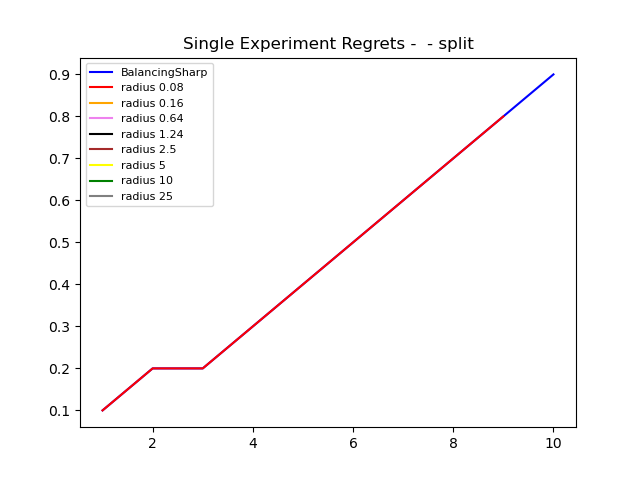 Single Experiment Regrets -  - split
BalancingSharp
radius 0.08
radius 0.16
radius 0.64
radius 1.24
radius 2.5
radius 5
radius 10
radius 25
0.9
0.8
0.7
0.6
0.5
0.4
0.3
0.2
0.1
2 4 6 8 10